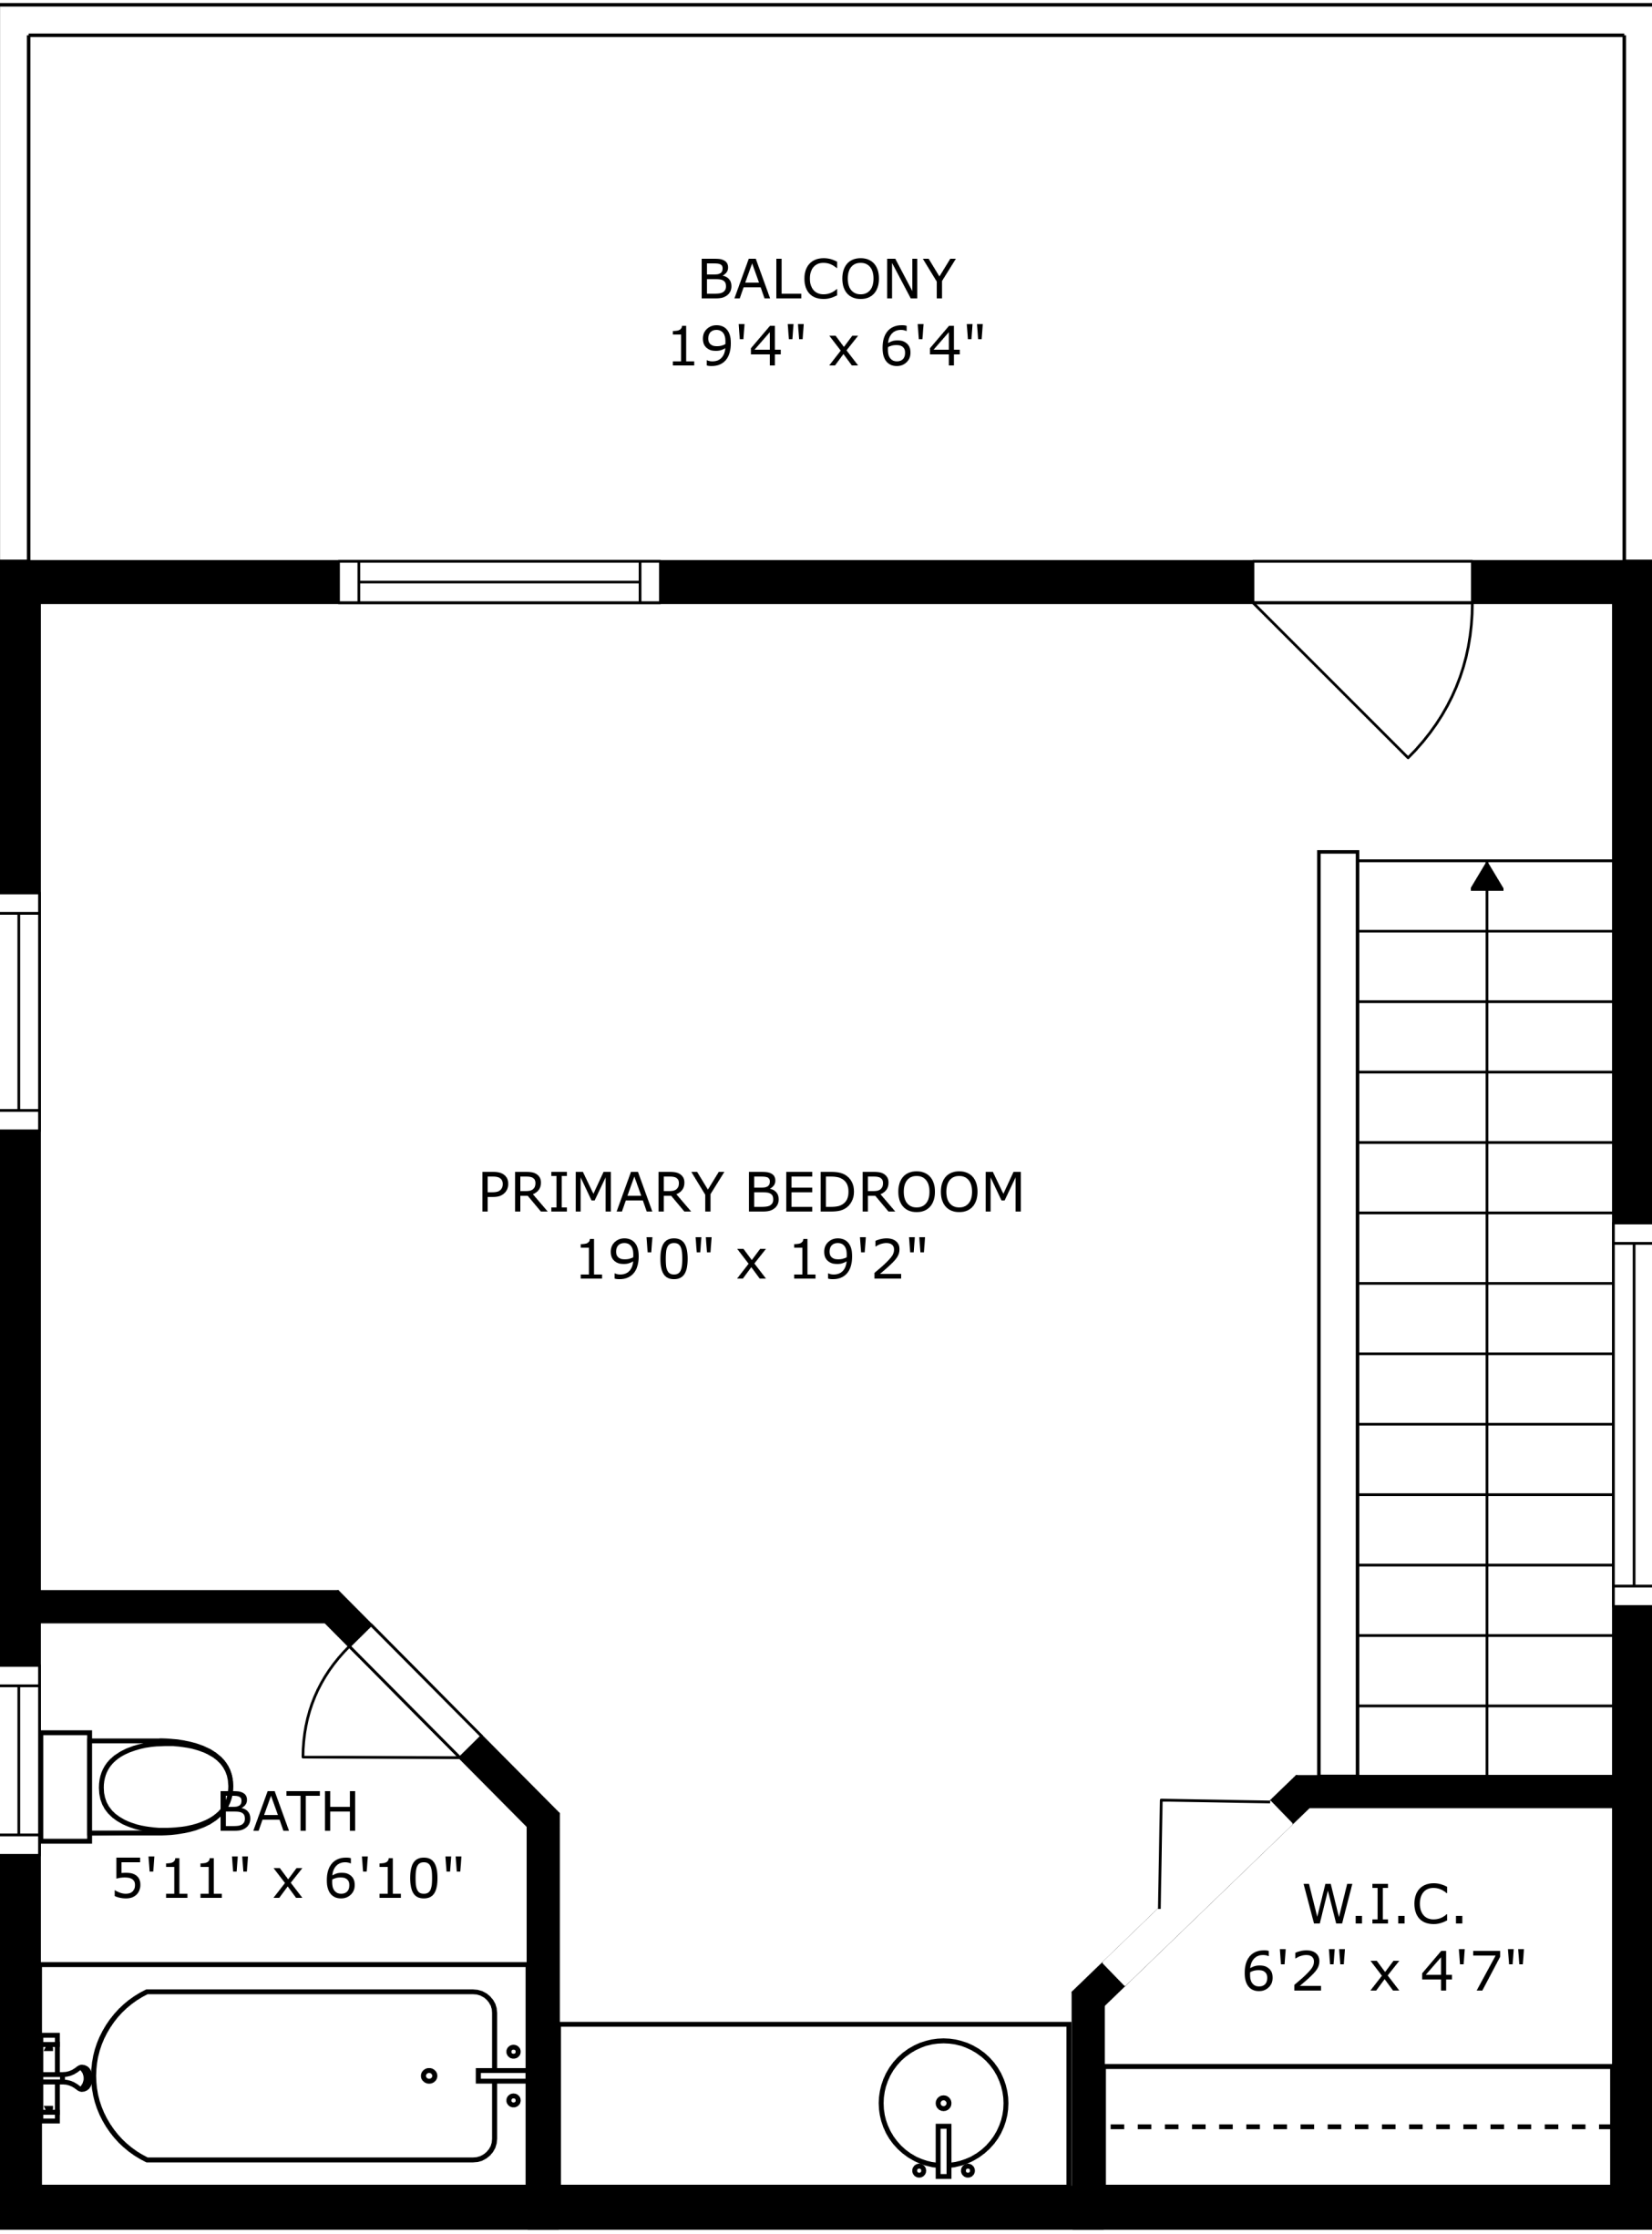 BALCONY
19'4" x 6'4"
PRIMARY BEDROOM
19'0" x 19'2"
BATH
5'11" x 6'10"
W.I.C.
6'2" x 4'7"